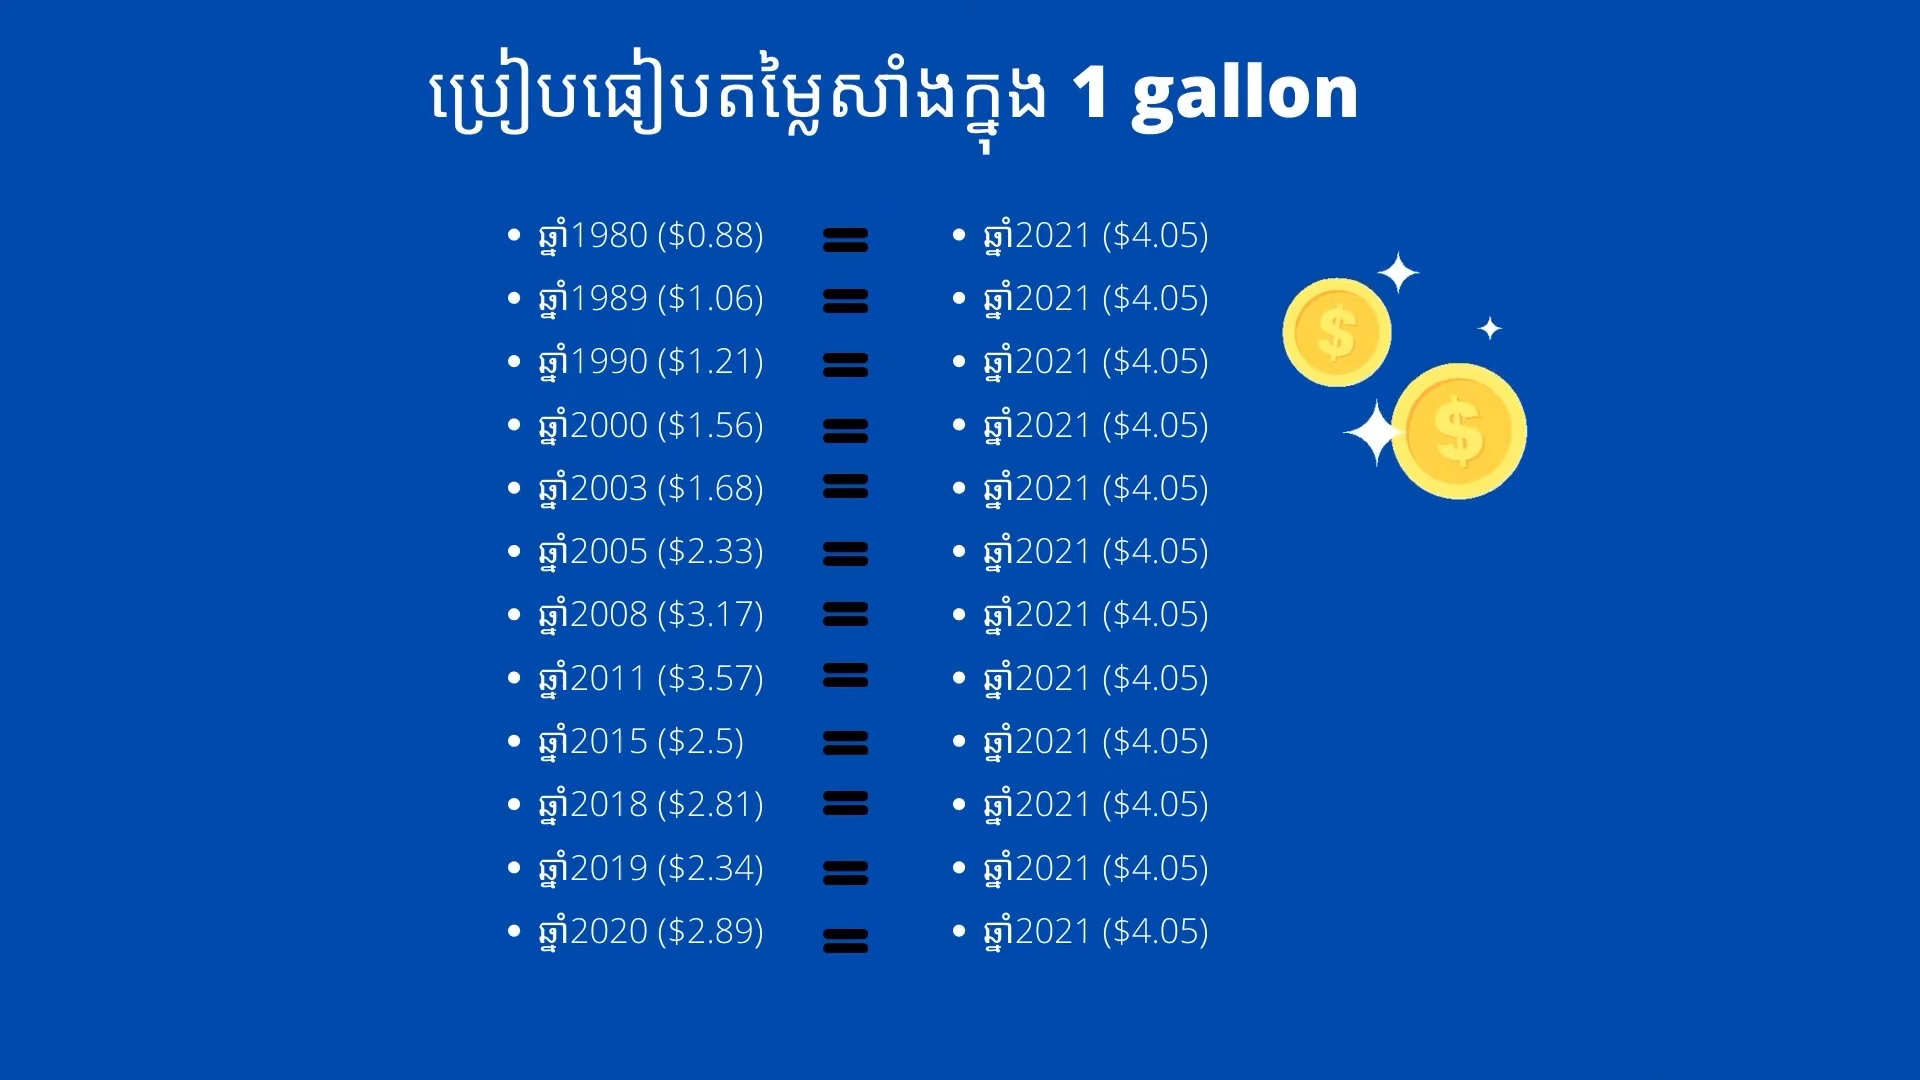 ប្រៀបធៀបតម្លៃសាំងក្នុង 1 gallon
• ឆ្នាំ1980 ($0.88) = • ឆ្នាំ2021 ($4.05)
• ឆ្នាំ1989 ($1.06) = • ឆ្នាំ2021 ($4.05)
• ឆ្នាំ1990 ($1.21) = • ឆ្នាំ2021 ($4.05)
• ឆ្នាំ2000 ($1.56) = • ឆ្នាំ2021 ($4.05)
• ឆ្នាំ2003 ($1.68) = • ឆ្នាំ2021 ($4.05)
• ឆ្នាំ2005 ($2.33) = • ឆ្នាំ2021 ($4.05)
• ឆ្នាំ2008 ($3.17) = • ឆ្នាំ2021 ($4.05)
• ឆ្នាំ2011 ($3.57) = • ឆ្នាំ2021 ($4.05)
• ឆ្នាំ2015 ($2.5) = • ឆ្នាំ2021 ($4.05)
• ឆ្នាំ2018 ($2.81) = • ឆ្នាំ2021 ($4.05)
• ឆ្នាំ2019 ($2.34) = • ឆ្នាំ2021 ($4.05)
• ឆ្នាំ2020 ($2.89) = • ឆ្នាំ2021 ($4.05)